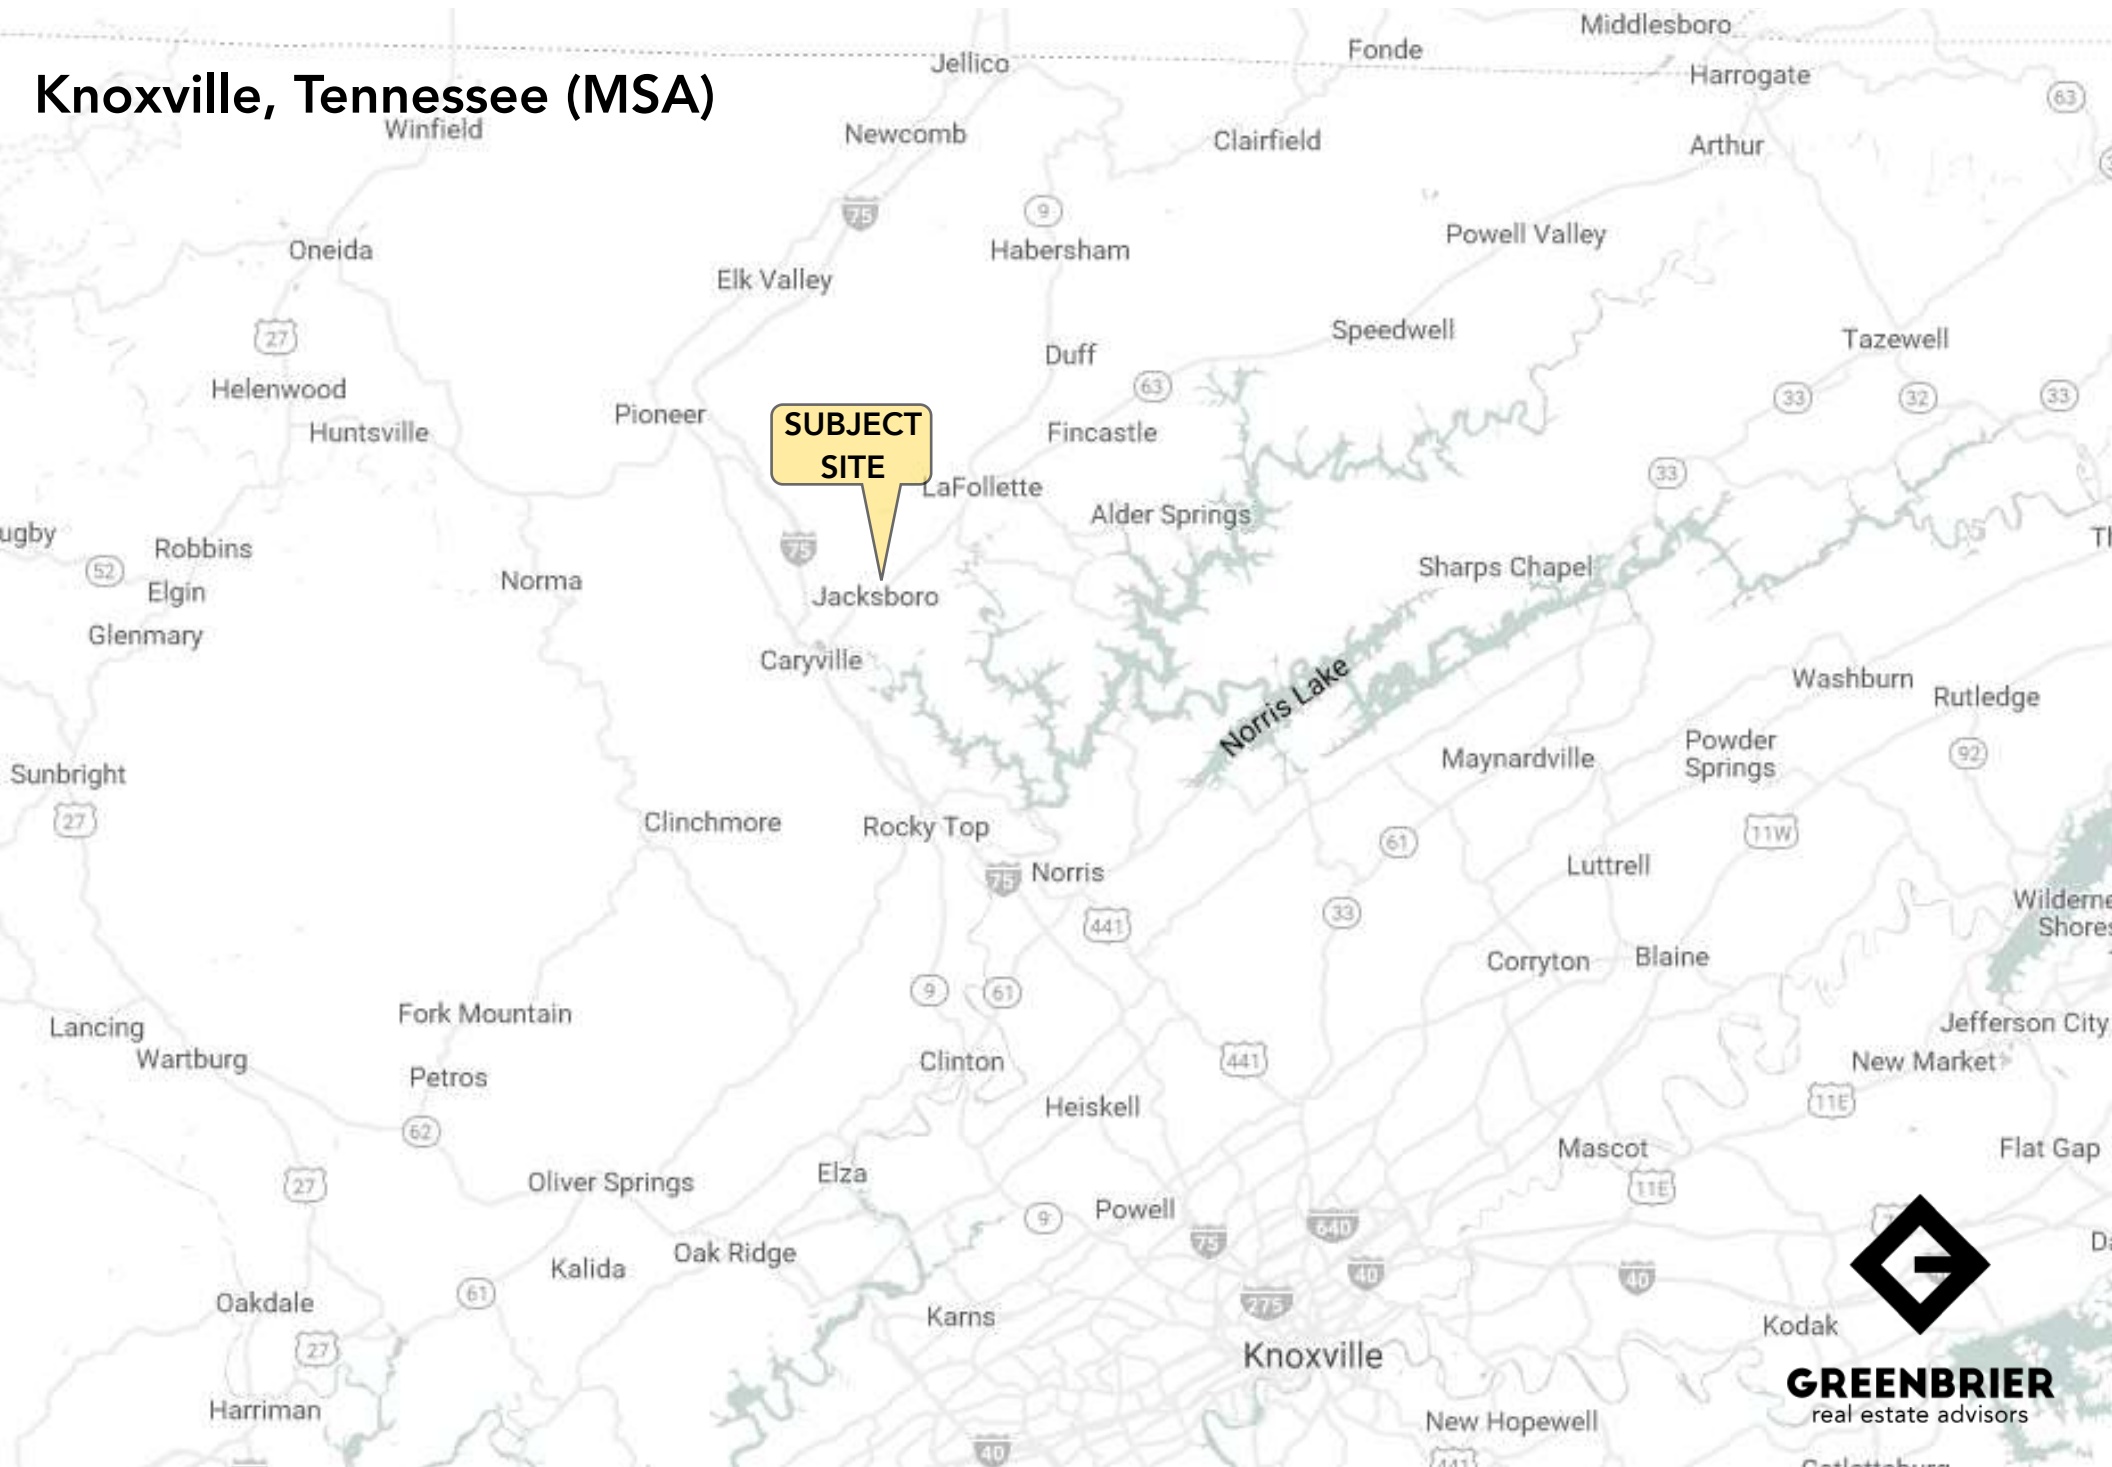 Middlesboro
Fonde
Jellico
Harrogate
Knoxville, Tennessee (MSA)
63
Winfield
Newcomb
Clairfield
Arthur
75
9
Powell Valley
Oneida
Habersham
Elk Valley
27
Speedwell
Tazewell
Duff
63
Helenwood
33
32
33
Pioneer
SUBJECT
SITE
Huntsville
Fincastle
33
LaFollette
Alder Springs
ugby
Robbins
75
52
Sharps Chapel
Norma
Elgin
Jacksboro
Glenmary
Caryville
Norris Lake
Washburn
Rutledge
Powder
Springs
92
Maynardville
Sunbright
27
Clinchmore
Rocky Top
11W
61
Luttrell
75
Norris
441
33
Wilderne
Shores
Corryton
Blaine
9
61
Fork Mountain
Lancing
Jefferson City
Wartburg
Clinton
441
New Market
Petros
11E
Heiskell
62
Mascot
Flat Gap
Elza
Oliver Springs
27
11E
9
Powell
640
75
Oak Ridge
Kalida
40
40
61
Oakdale
275
Karns
Kodak
27
Knoxville
GREENBRIER
real estate advisors
Harriman
New Hopewell
40
441